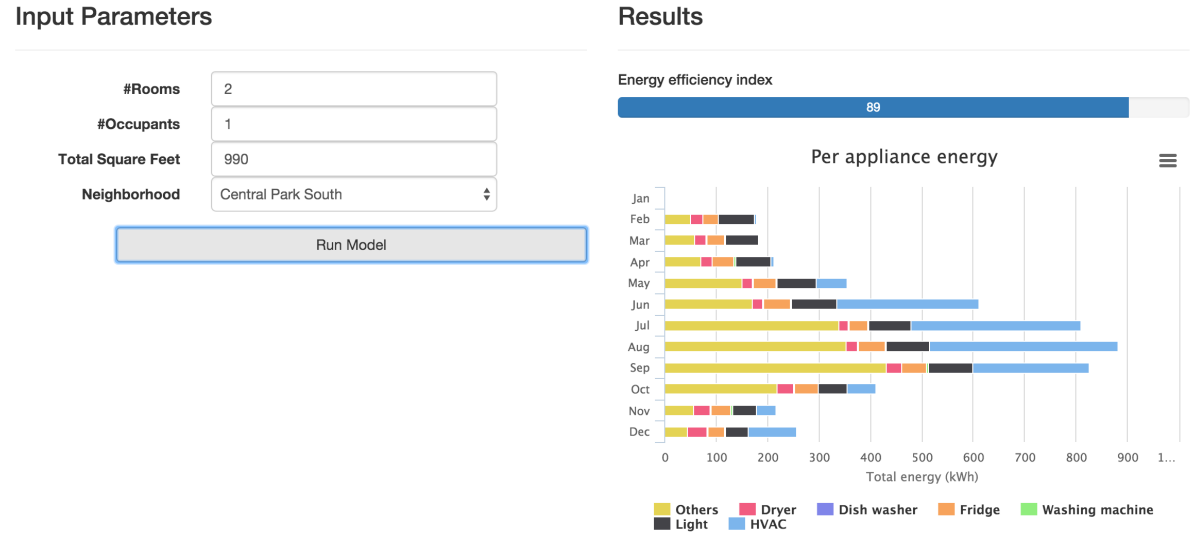 Input Parameters
#Rooms 2
#Occupants 1
Total Square Feet 990
Neighborhood Central Park South
Run Model
Results
Energy efficiency index
89
Per appliance energy
Jan
Feb
Mar
Apr
May
Jun
Jul
Aug
Sep
Oct
Nov
Dec
0 100 200 300 400 500 600 700 800 900 1...
Total energy (kWh)
Others Dryer Dish washer Fridge Washing machine
Light HVAC